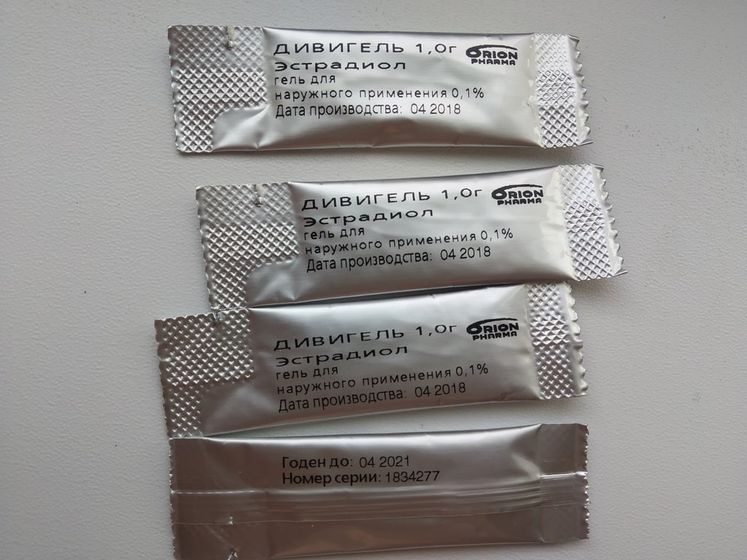 ДИВИГЕЛЬ 1,0г
ORION
PHARMA
Эстрадиол
гель для
наружного применения 0,1%
Дата производства: 04 2018
ДИВИГЕЛЬ 1,0г
ORION
PHARMA
Эстрадиол
гель для
наружного применения 0,1%
Дата производства: 04 2018
ДИВИГЕЛЬ 1,0г
ORION
PHARMA
Эстрадиол
гель для
наружного применения 0,1%
Дата производства: 04 2018
Годен до: 04 2021
Номер серии: 1834277